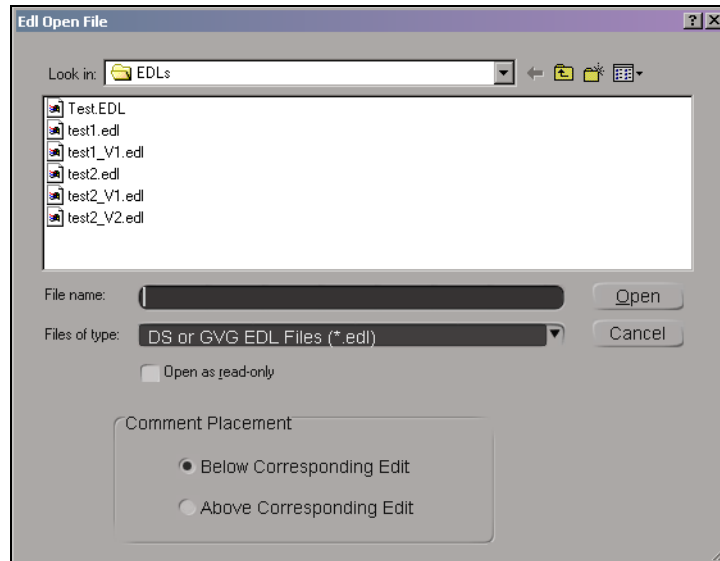 Edl Open File
Look in: EDLs
Test.EDL
test1.edl
test1_V1.edl
test2.edl
test2_V1.edl
test2_V2.edl
File name: Open
Files of type: DS or GVG EDL Files (*.edl) Cancel
Open as read-only
Comment Placement
Below Corresponding Edit
Above Corresponding Edit